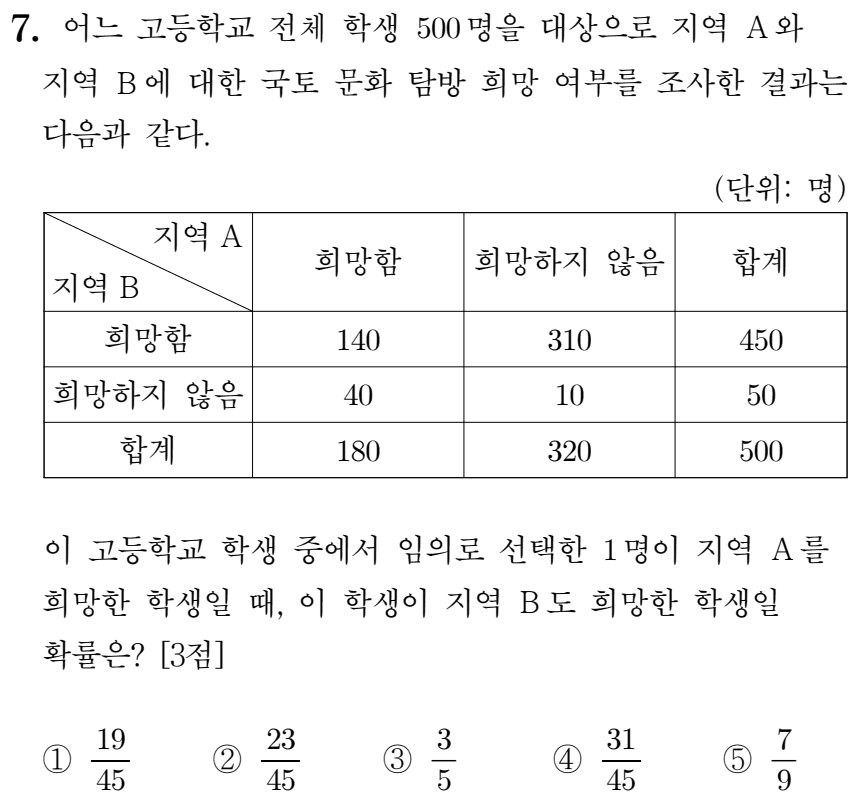 7. 어느 고등학교 전체 학생 500명을 대상으로 지역 A와
지역 B에 대한 국토 문화 탐방 희망 여부를 조사한 결과는
다음과 같다.
(단위: 명)
지역 A
지역 B
희망함 희망하지 않음 합계
희망함 140 310 450
희망하지 않음 40 10 50
합계 180 320 500
이 고등학교 학생 중에서 임의로 선택한 1명이 지역 A를
희망한 학생일 때, 이 학생이 지역 B도 희망한 학생일
확률은? [3점]
① 19/45 ② 23/45 ③ 3/5 ④ 31/45 ⑤ 7/9